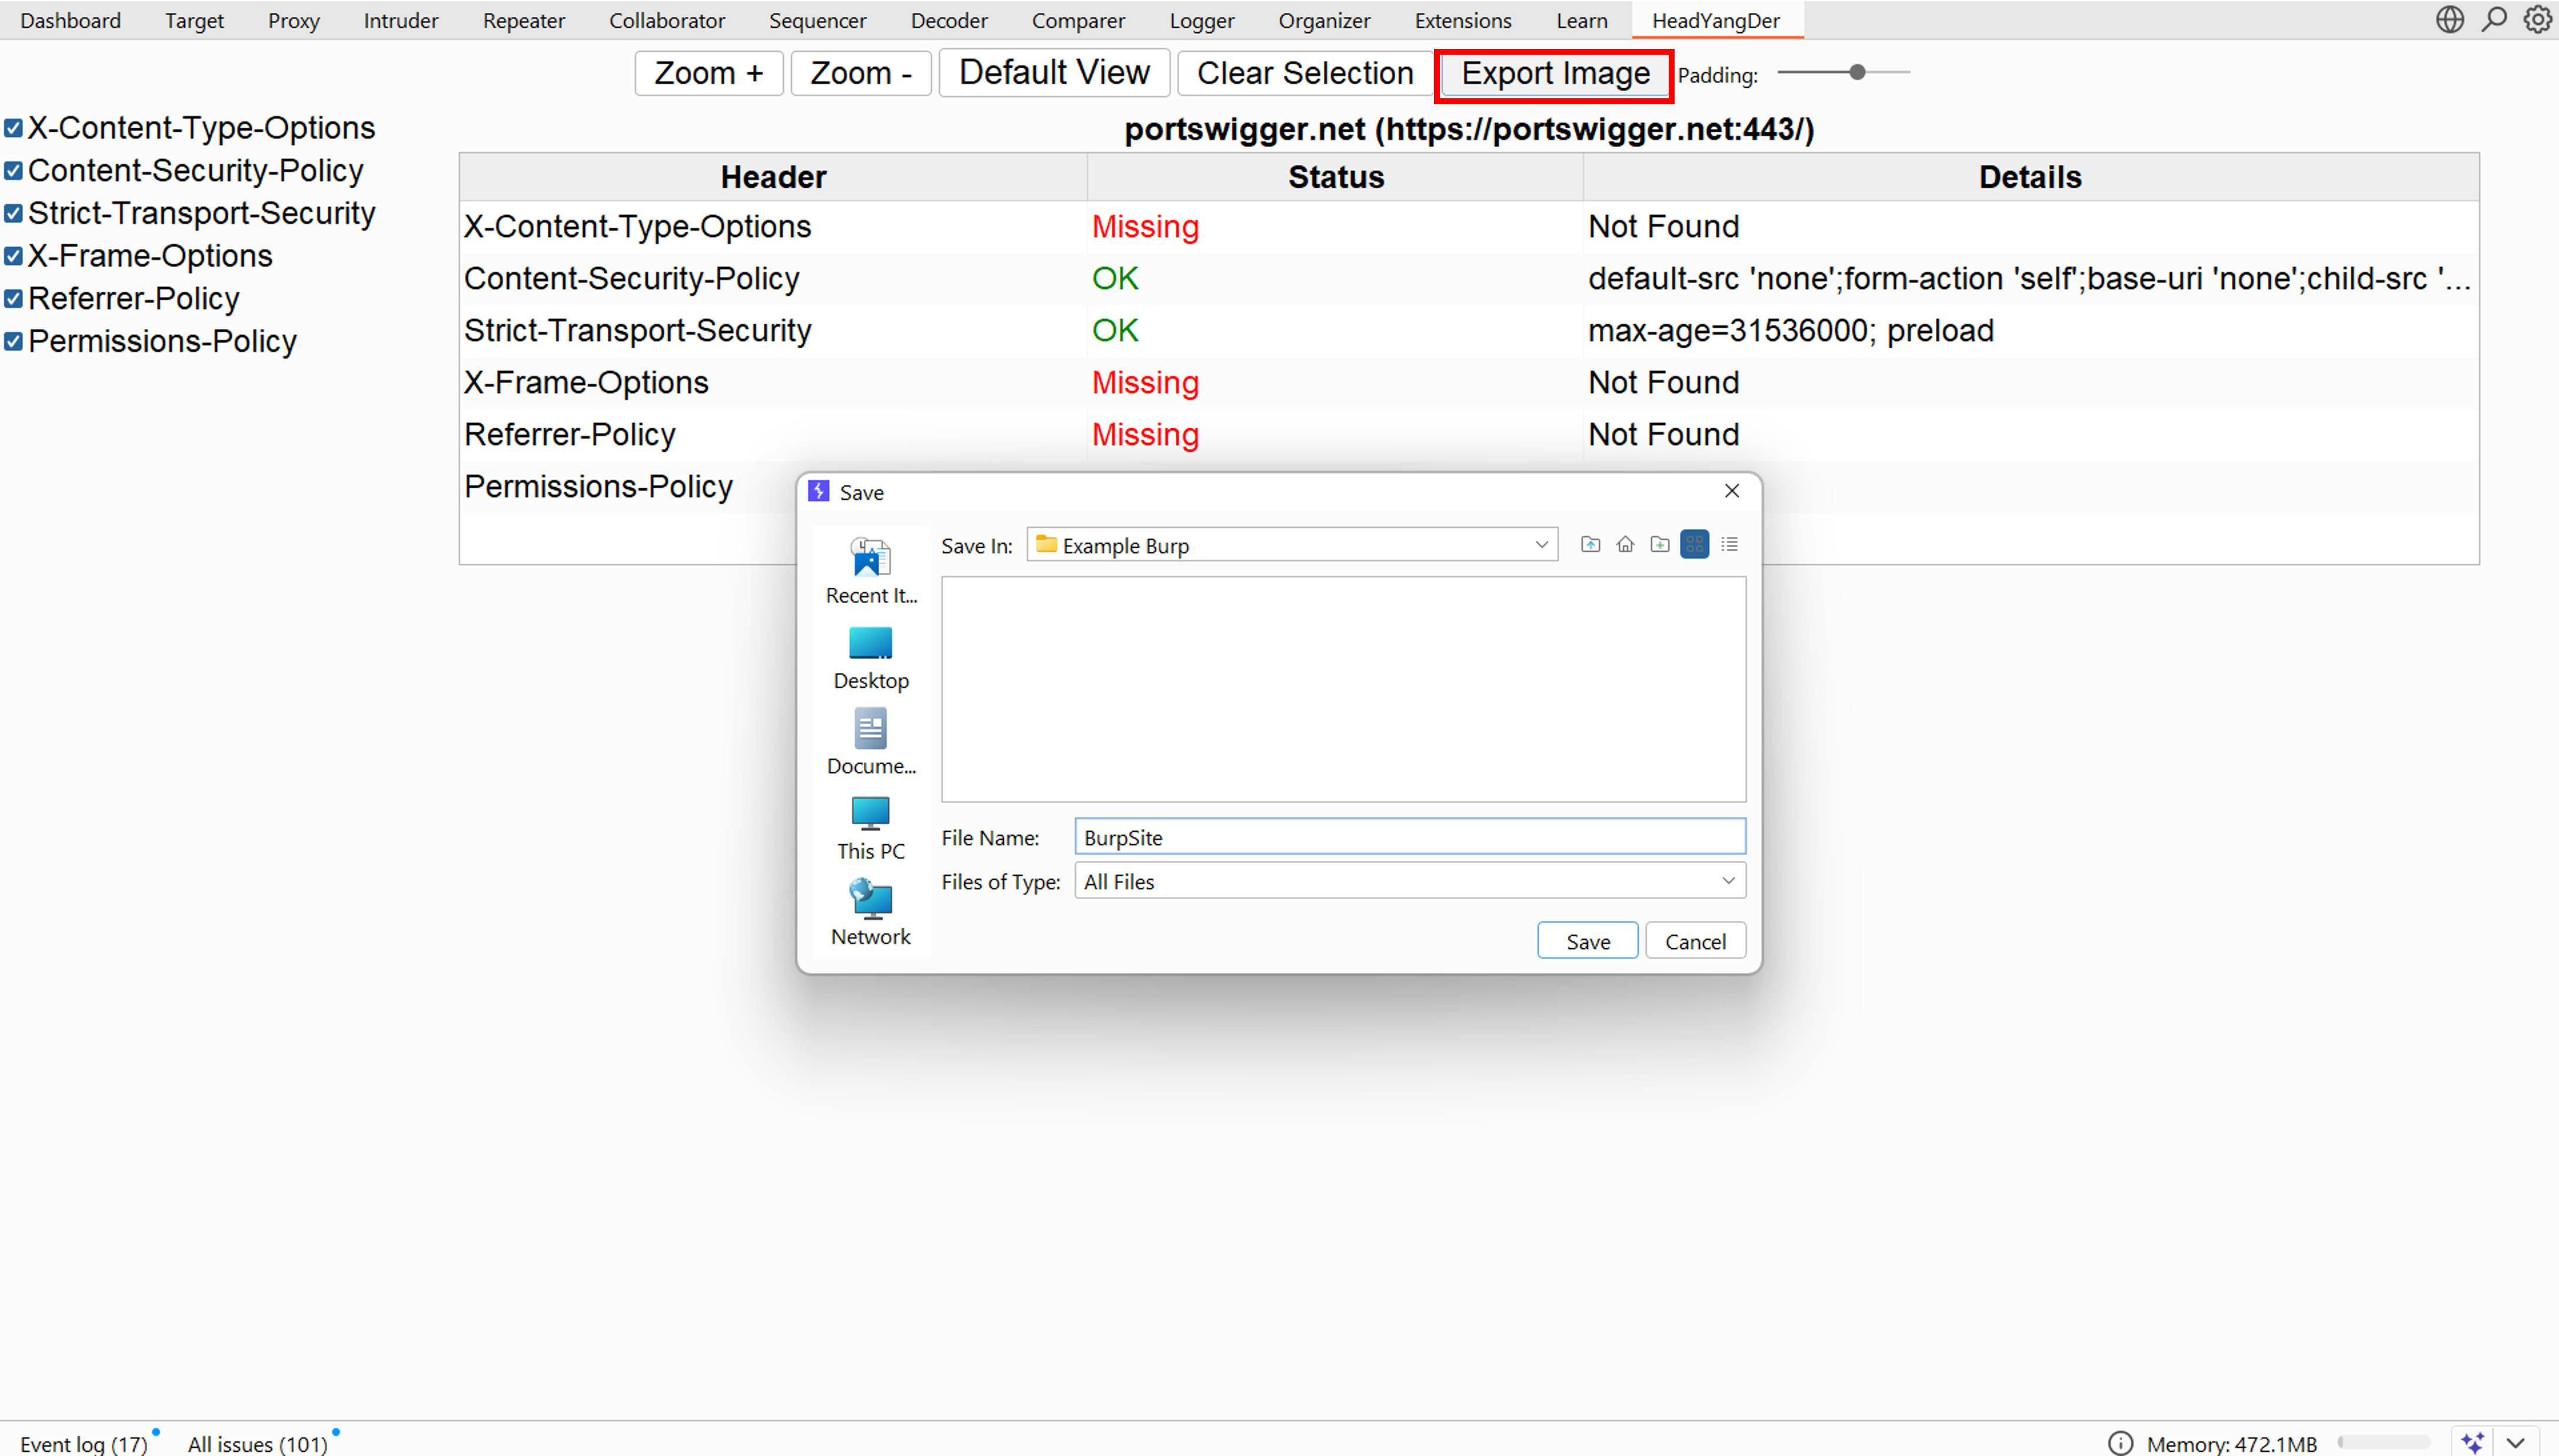 Dashboard Target Proxy Intruder Repeater Collaborator Sequencer Decoder Comparer Logger Organizer Extensions Learn HeadYangDer
Zoom + Zoom - Default View Clear Selection Export Image Padding:
X-Content-Type-Options
Content-Security-Policy
Strict-Transport-Security
X-Frame-Options
Referrer-Policy
Permissions-Policy
portswigger.net (https://portswigger.net:443/)
Header Status Details
X-Content-Type-Options Missing Not Found
Content-Security-Policy OK default-src 'none';form-action 'self';base-uri 'none';child-src '...
Strict-Transport-Security OK max-age=31536000; preload
X-Frame-Options Missing Not Found
Referrer-Policy Missing Not Found
Permissions-Policy
Save
Save In: Example Burp
Recent It...
Desktop
Docume...
This PC
Network
File Name: BurpSite
Files of Type: All Files
Save Cancel
Event log (17) All issues (101) Memory: 472.1MB